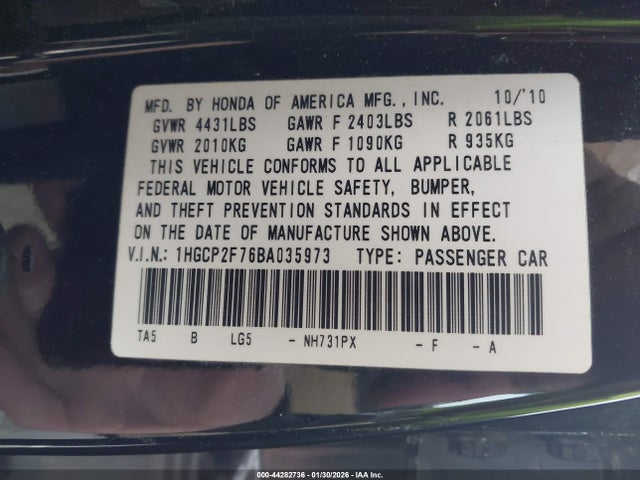 MFD. BY HONDA OF AMERICA MFG., INC. 10/'10
GVWR 4431LBS GAWR F 2403LBS R 2061LBS
GVWR 2010KG GAWR F 1090KG R 935KG
THIS VEHICLE CONFORMS TO ALL APPLICABLE
FEDERAL MOTOR VEHICLE SAFETY, BUMPER,
AND THEFT PREVENTION STANDARDS IN EFFECT
ON THE DATE OF MANUFACTURE SHOWN ABOVE.
V.I.N.: 1HGCP2F76BA035973 TYPE: PASSENGER CAR
TA5 B LG5 - NH731PX - F - A
000-44282736 - 01/30/2026 - IAA Inc.